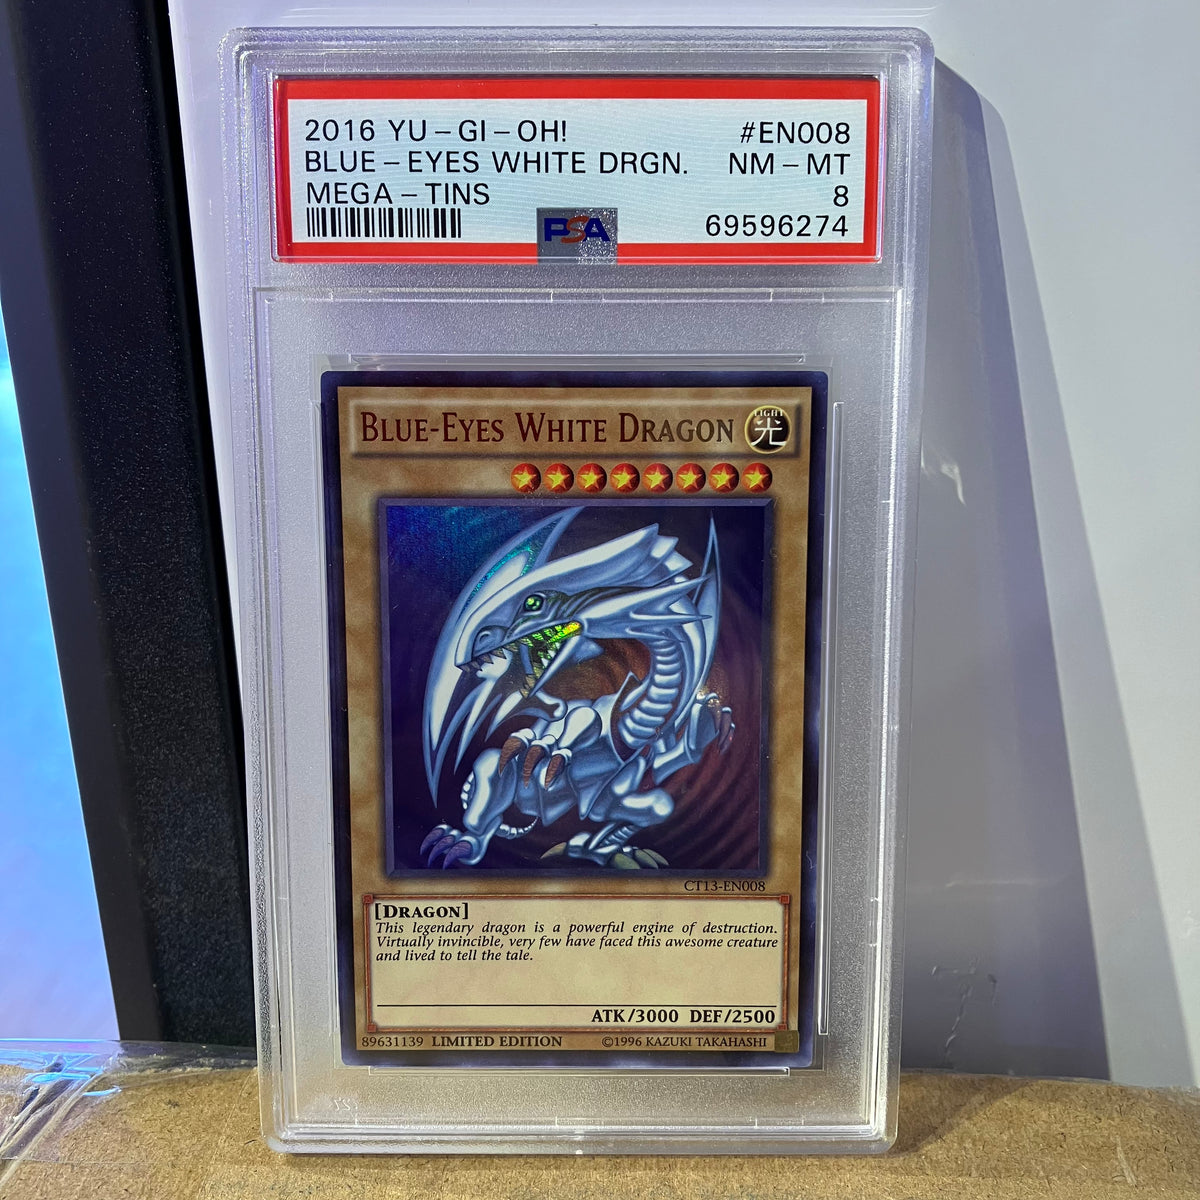 2016 YU-GI-OH! #EN008
BLUE-EYES WHITE DRGN. NM-MT
MEGA-TINS 8
PSA 69596274
BLUE-EYES WHITE DRAGON
LIGHT
光
CT13-EN008
[DRAGON]
This legendary dragon is a powerful engine of destruction.
Virtually invincible, very few have faced this awesome creature
and lived to tell the tale.
ATK/3000 DEF/2500
89631139 LIMITED EDITION ©1996 KAZUKI TAKAHASHI